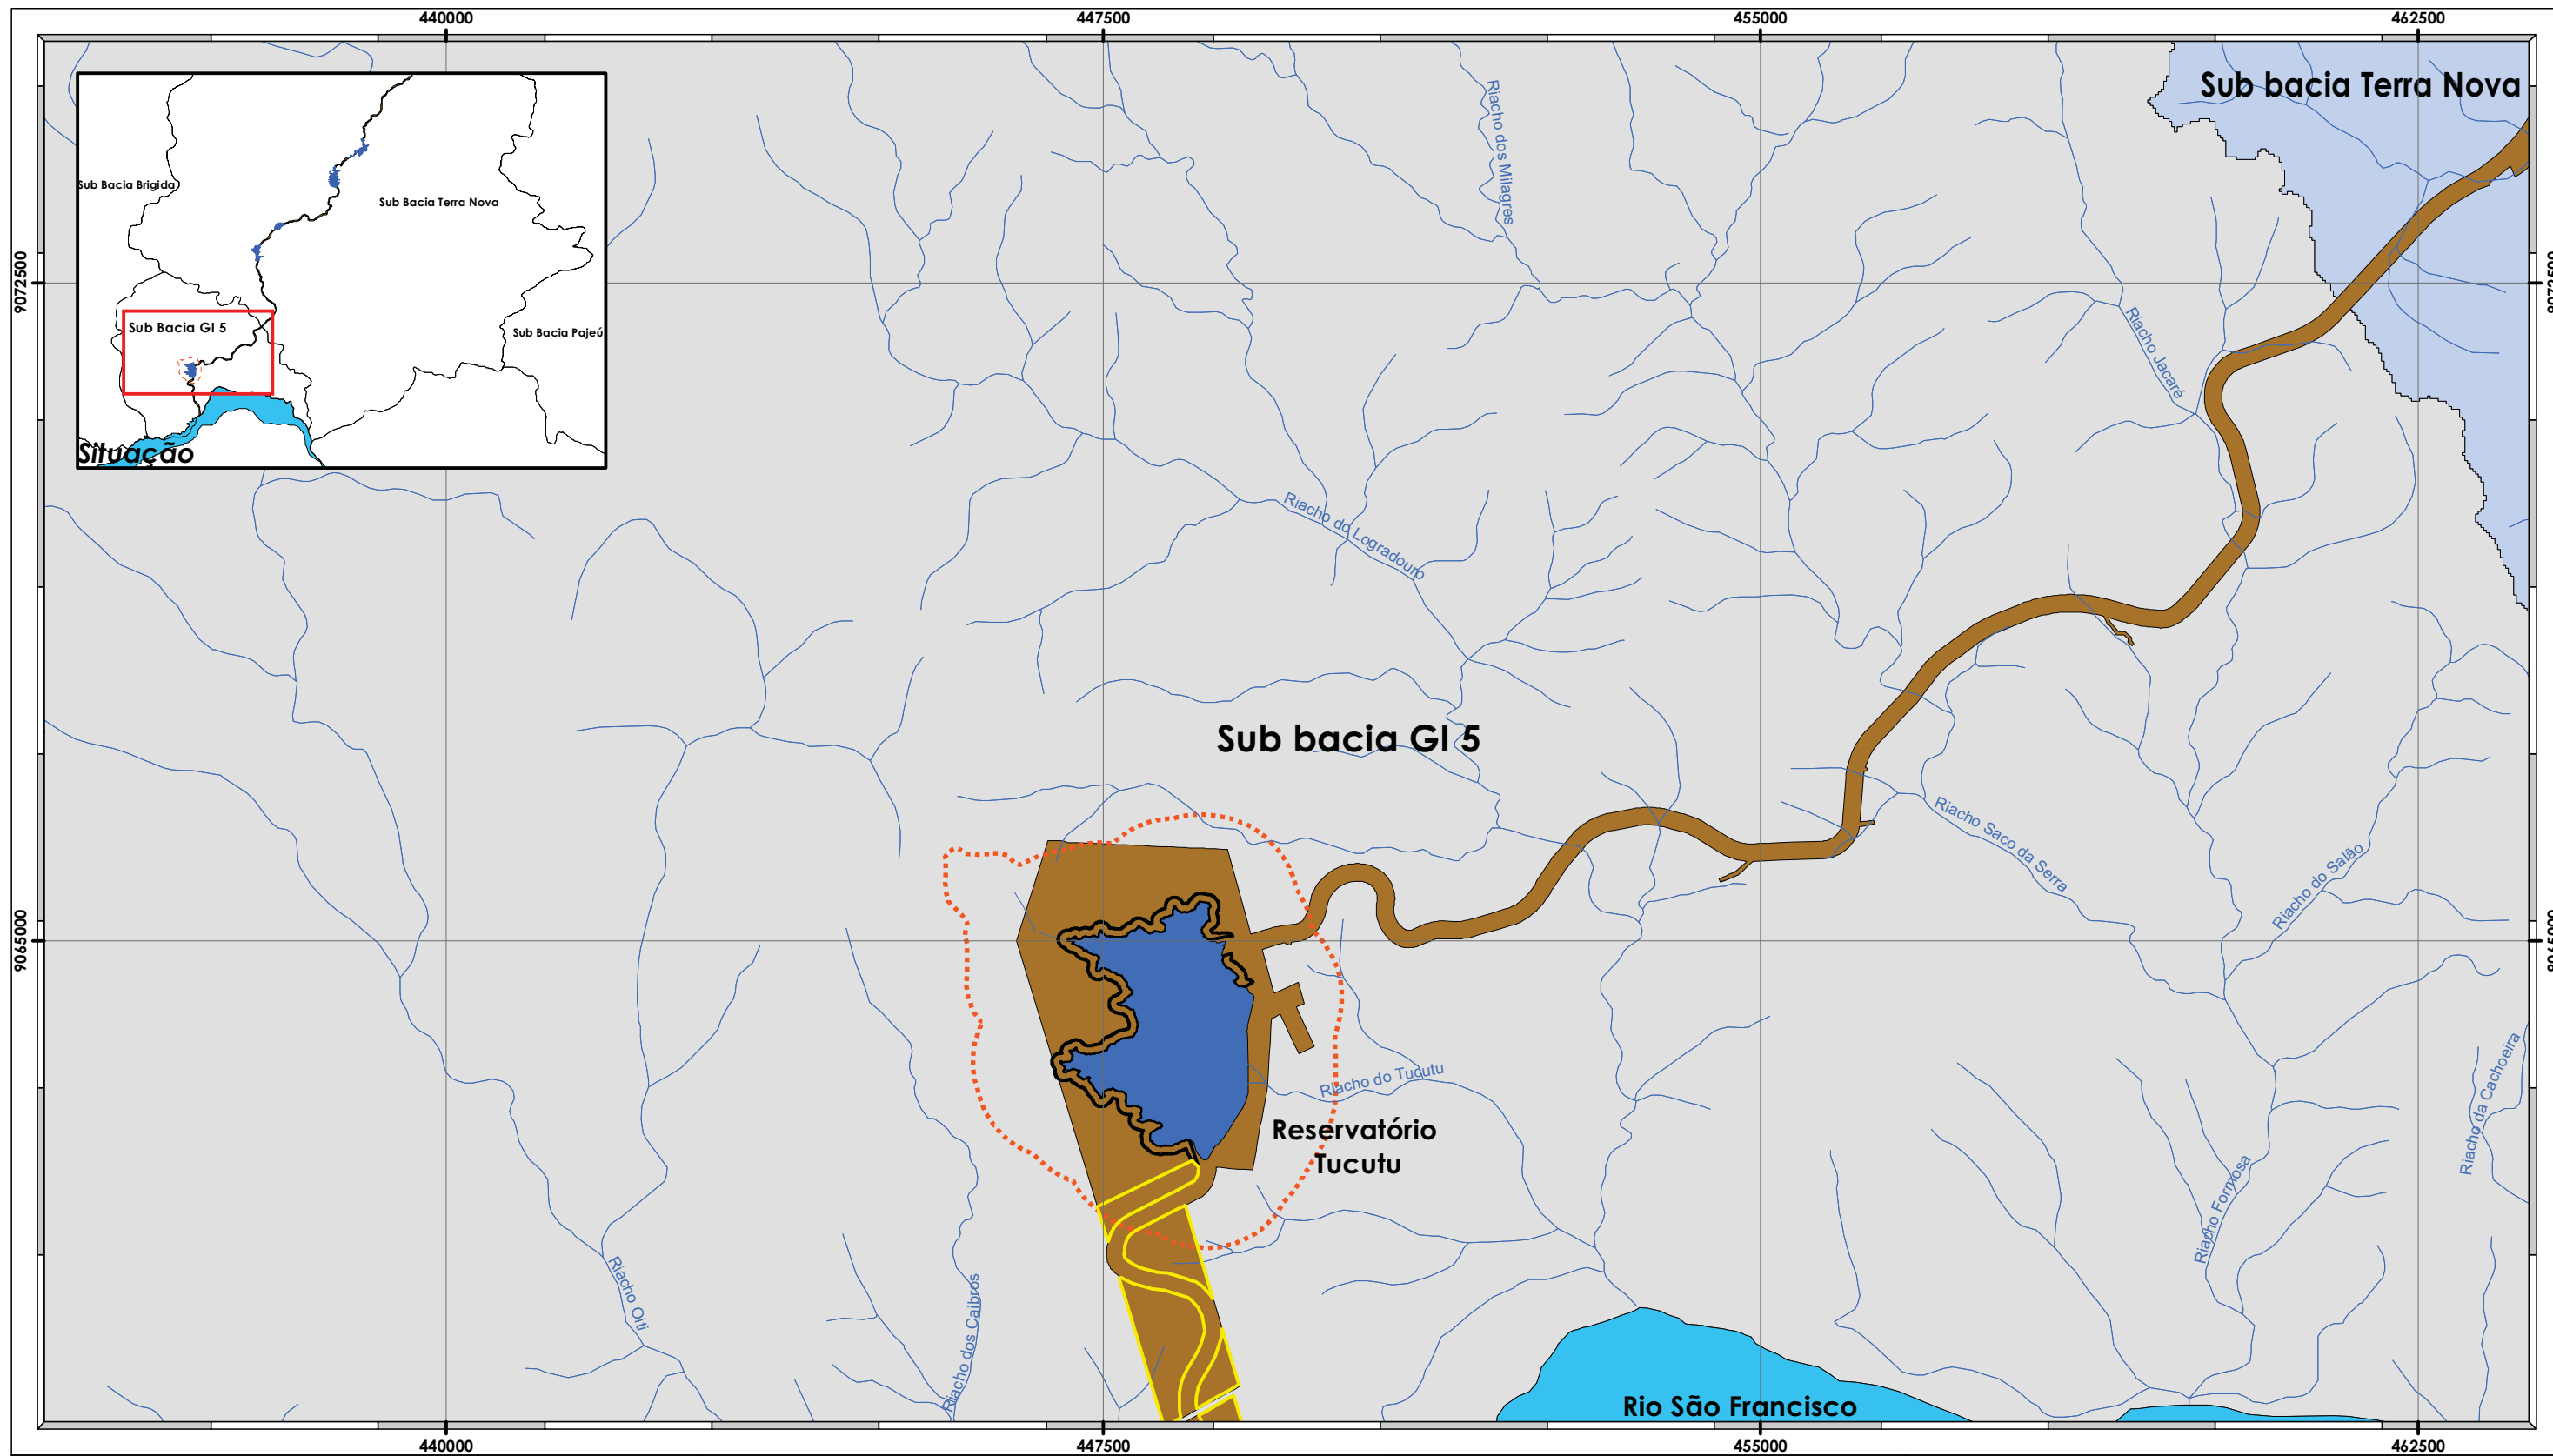 440000
447500
455000
462500
Sub bacia Terra Nova
Riacho dos Milagres
Sub Bacia Brigida
Sub Bacia Terra Nova
9072500
9072500
Sub Bacia GI 5
Sub Bacia Pajeú
Riacho Jacaré
Situação
Riacho do Logradouro
Sub bacia GI 5
Riacho Saco da Serra
Riacho do Salão
9065000
9065000
Riacho do Tucutu
Riacho da Cachoeira
Reservatório
Tucutu
Riacho Formosa
Riacho Oiti
Riacho dos Caibros
Rio São Francisco
440000
447500
455000
462500